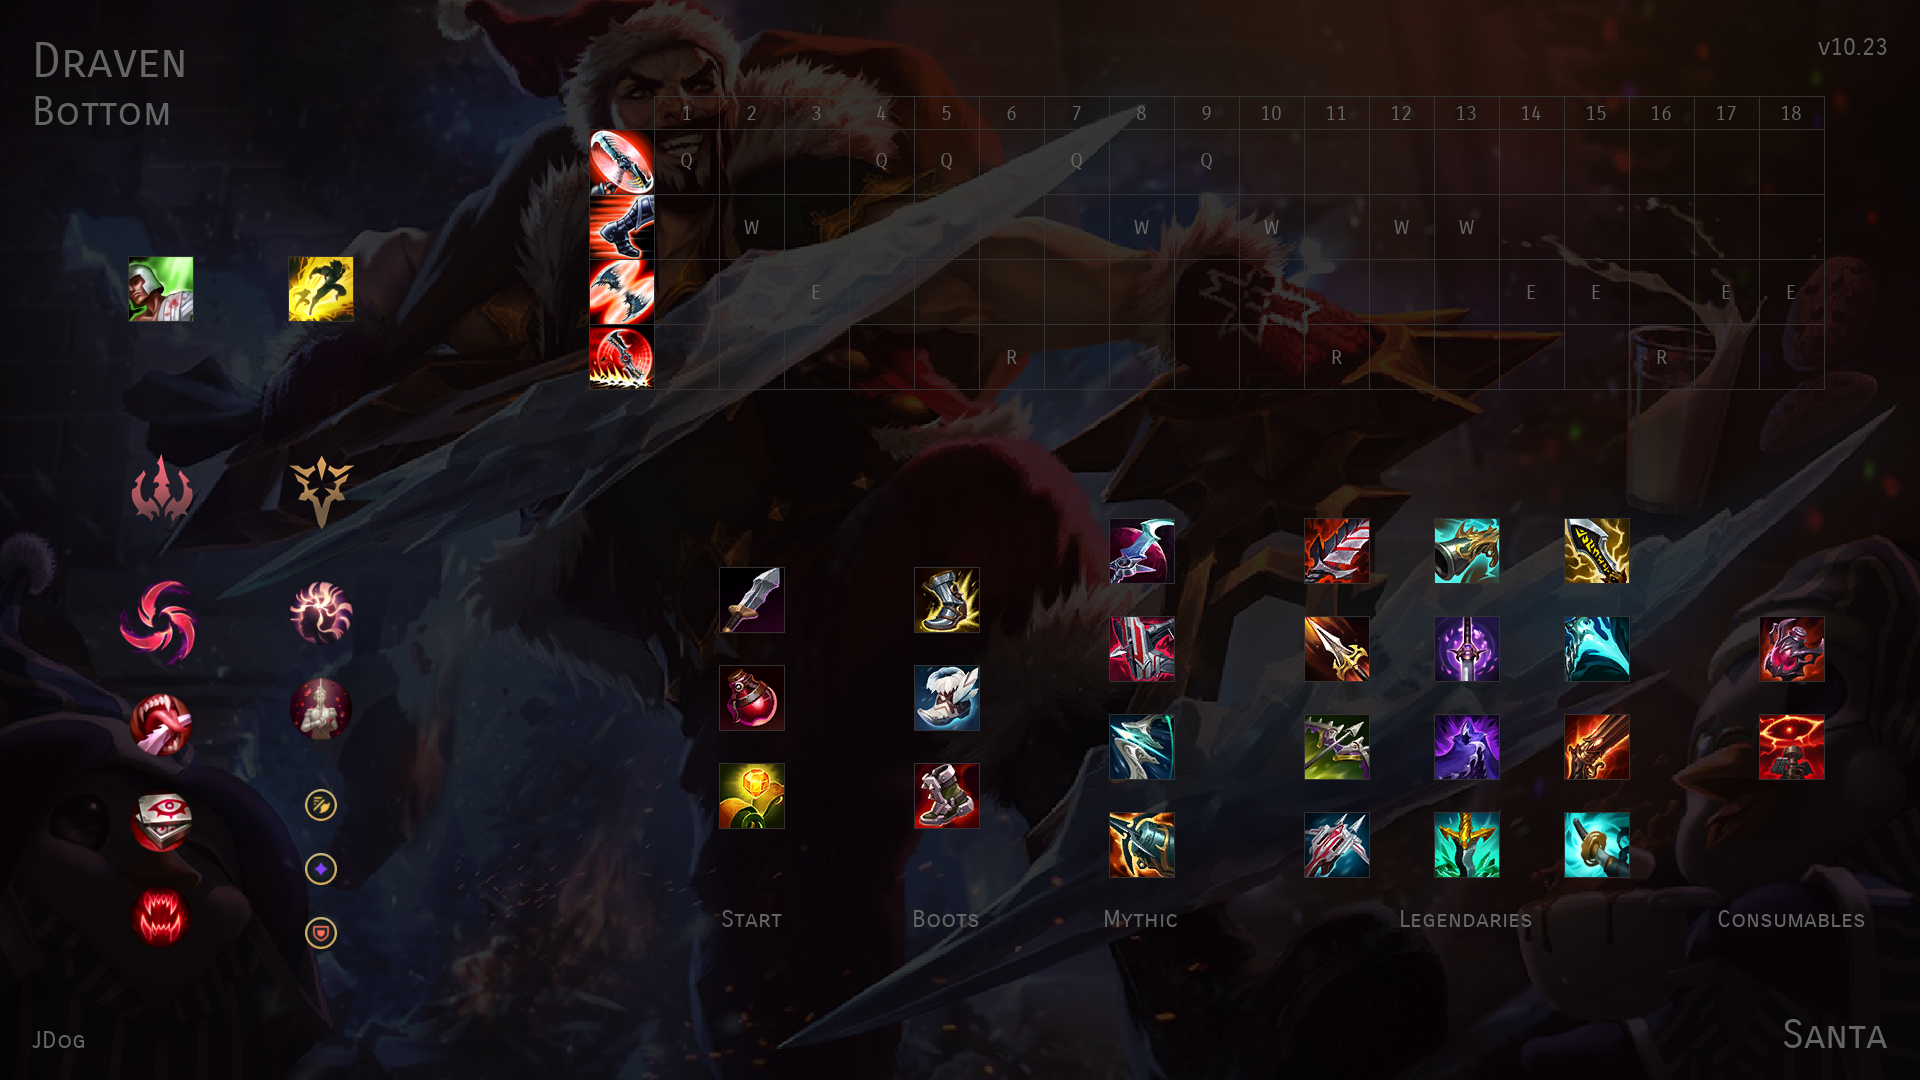 Draven
Bottom
v10.23
1 2 3 4 5 6 7 8 9 10 11 12 13 14 15 16 17 18
Q Q Q Q Q
W W W W W
E E E E E
R R R
Start Boots Mythic Legendaries Consumables
JDog
Santa